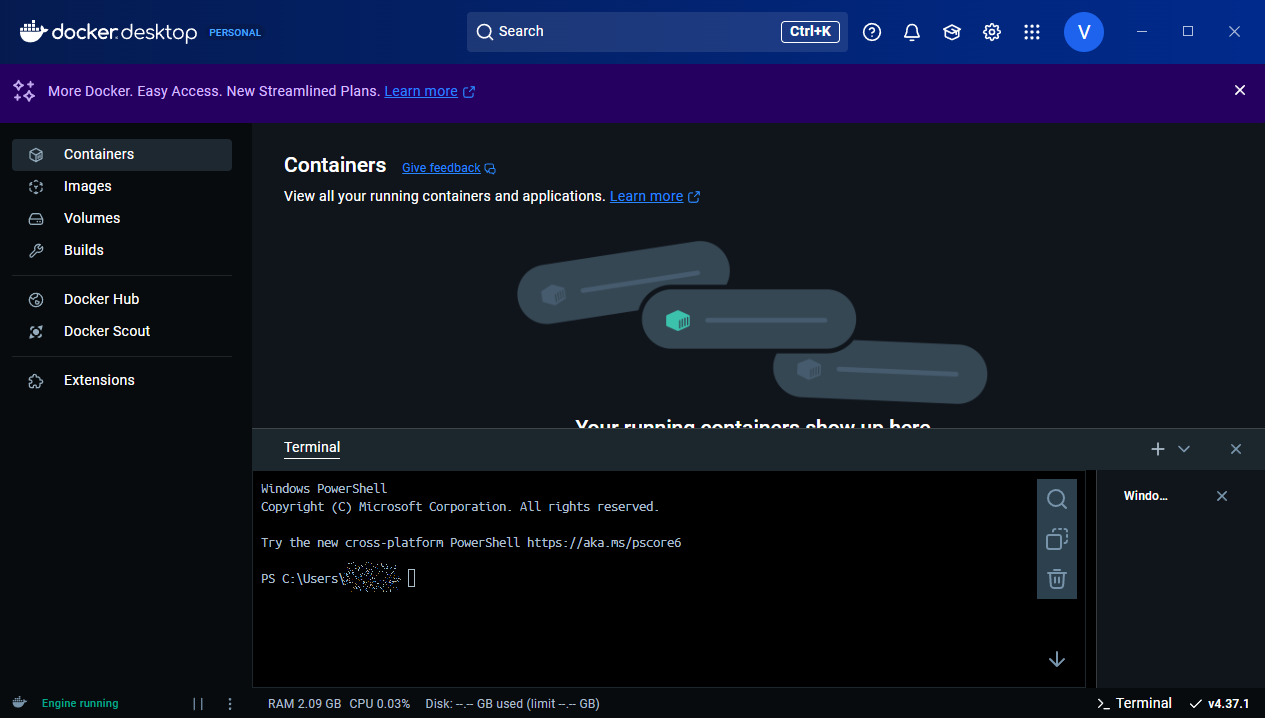 docker.desktop PERSONAL
Search Ctrl+K
V
More Docker. Easy Access. New Streamlined Plans. Learn more
Containers
Images
Volumes
Builds
Docker Hub
Docker Scout
Extensions
Containers Give feedback
View all your running containers and applications. Learn more
Your running containers show up here
Terminal
Windows PowerShell
Copyright (C) Microsoft Corporation. All rights reserved.
Try the new cross-platform PowerShell https://aka.ms/pscore6
PS C:\Users\
Windo...
Engine running
RAM 2.09 GB CPU 0.03% Disk: --.-- GB used (limit --.-- GB)
>_ Terminal
v4.37.1